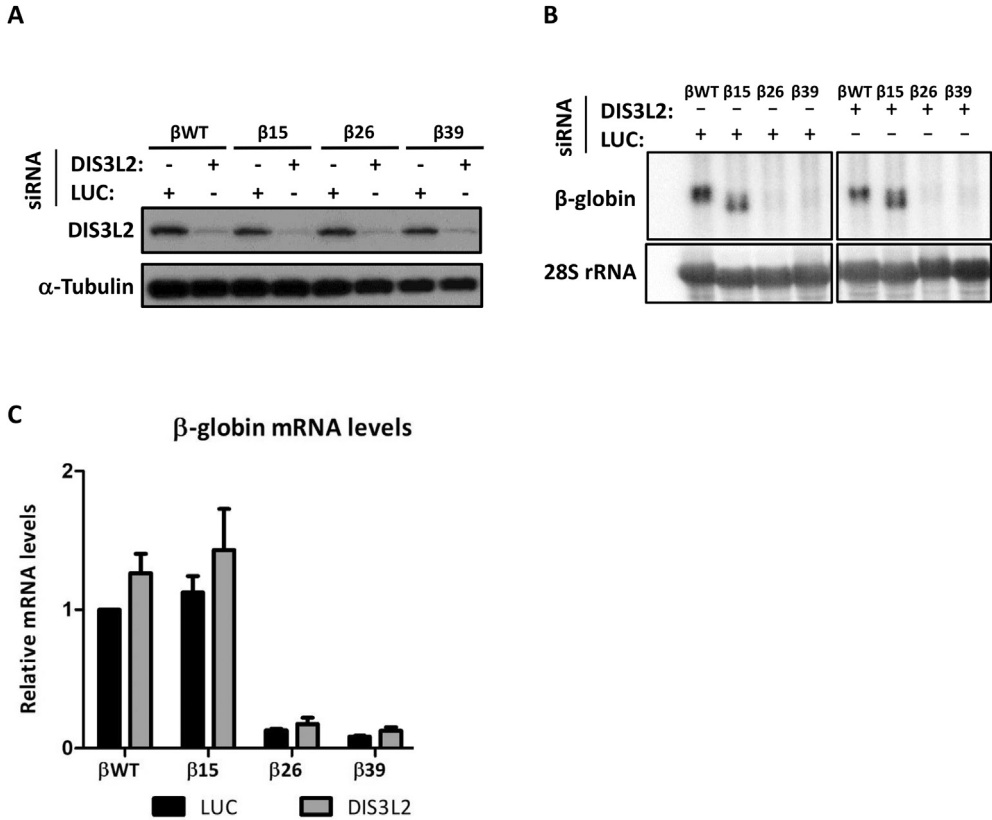 A
siRNA
βWT β15 β26 β39
DIS3L2: - + - + - + - +
LUC: + - + - + - + -
DIS3L2
α-Tubulin
B
siRNA
βWT β15 β26 β39 βWT β15 β26 β39
DIS3L2: - - - - + + + +
LUC: + + + + - - - -
β-globin
28S rRNA
C
β-globin mRNA levels
Relative mRNA levels
2
1
0
βWT β15 β26 β39
LUC DIS3L2